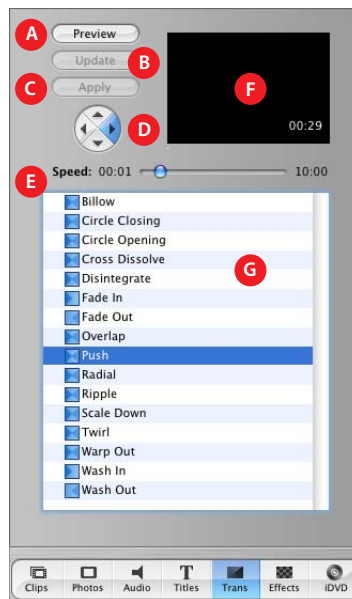 A Preview
Update B
C Apply
D
F
00:29
E Speed: 00:01 10:00
Billow
Circle Closing
Circle Opening
Cross Dissolve
G
Disintegrate
Fade In
Fade Out
Overlap
Push
Radial
Ripple
Scale Down
Twirl
Warp Out
Wash In
Wash Out
T
Clips Photos Audio Titles Trans Effects iDVD